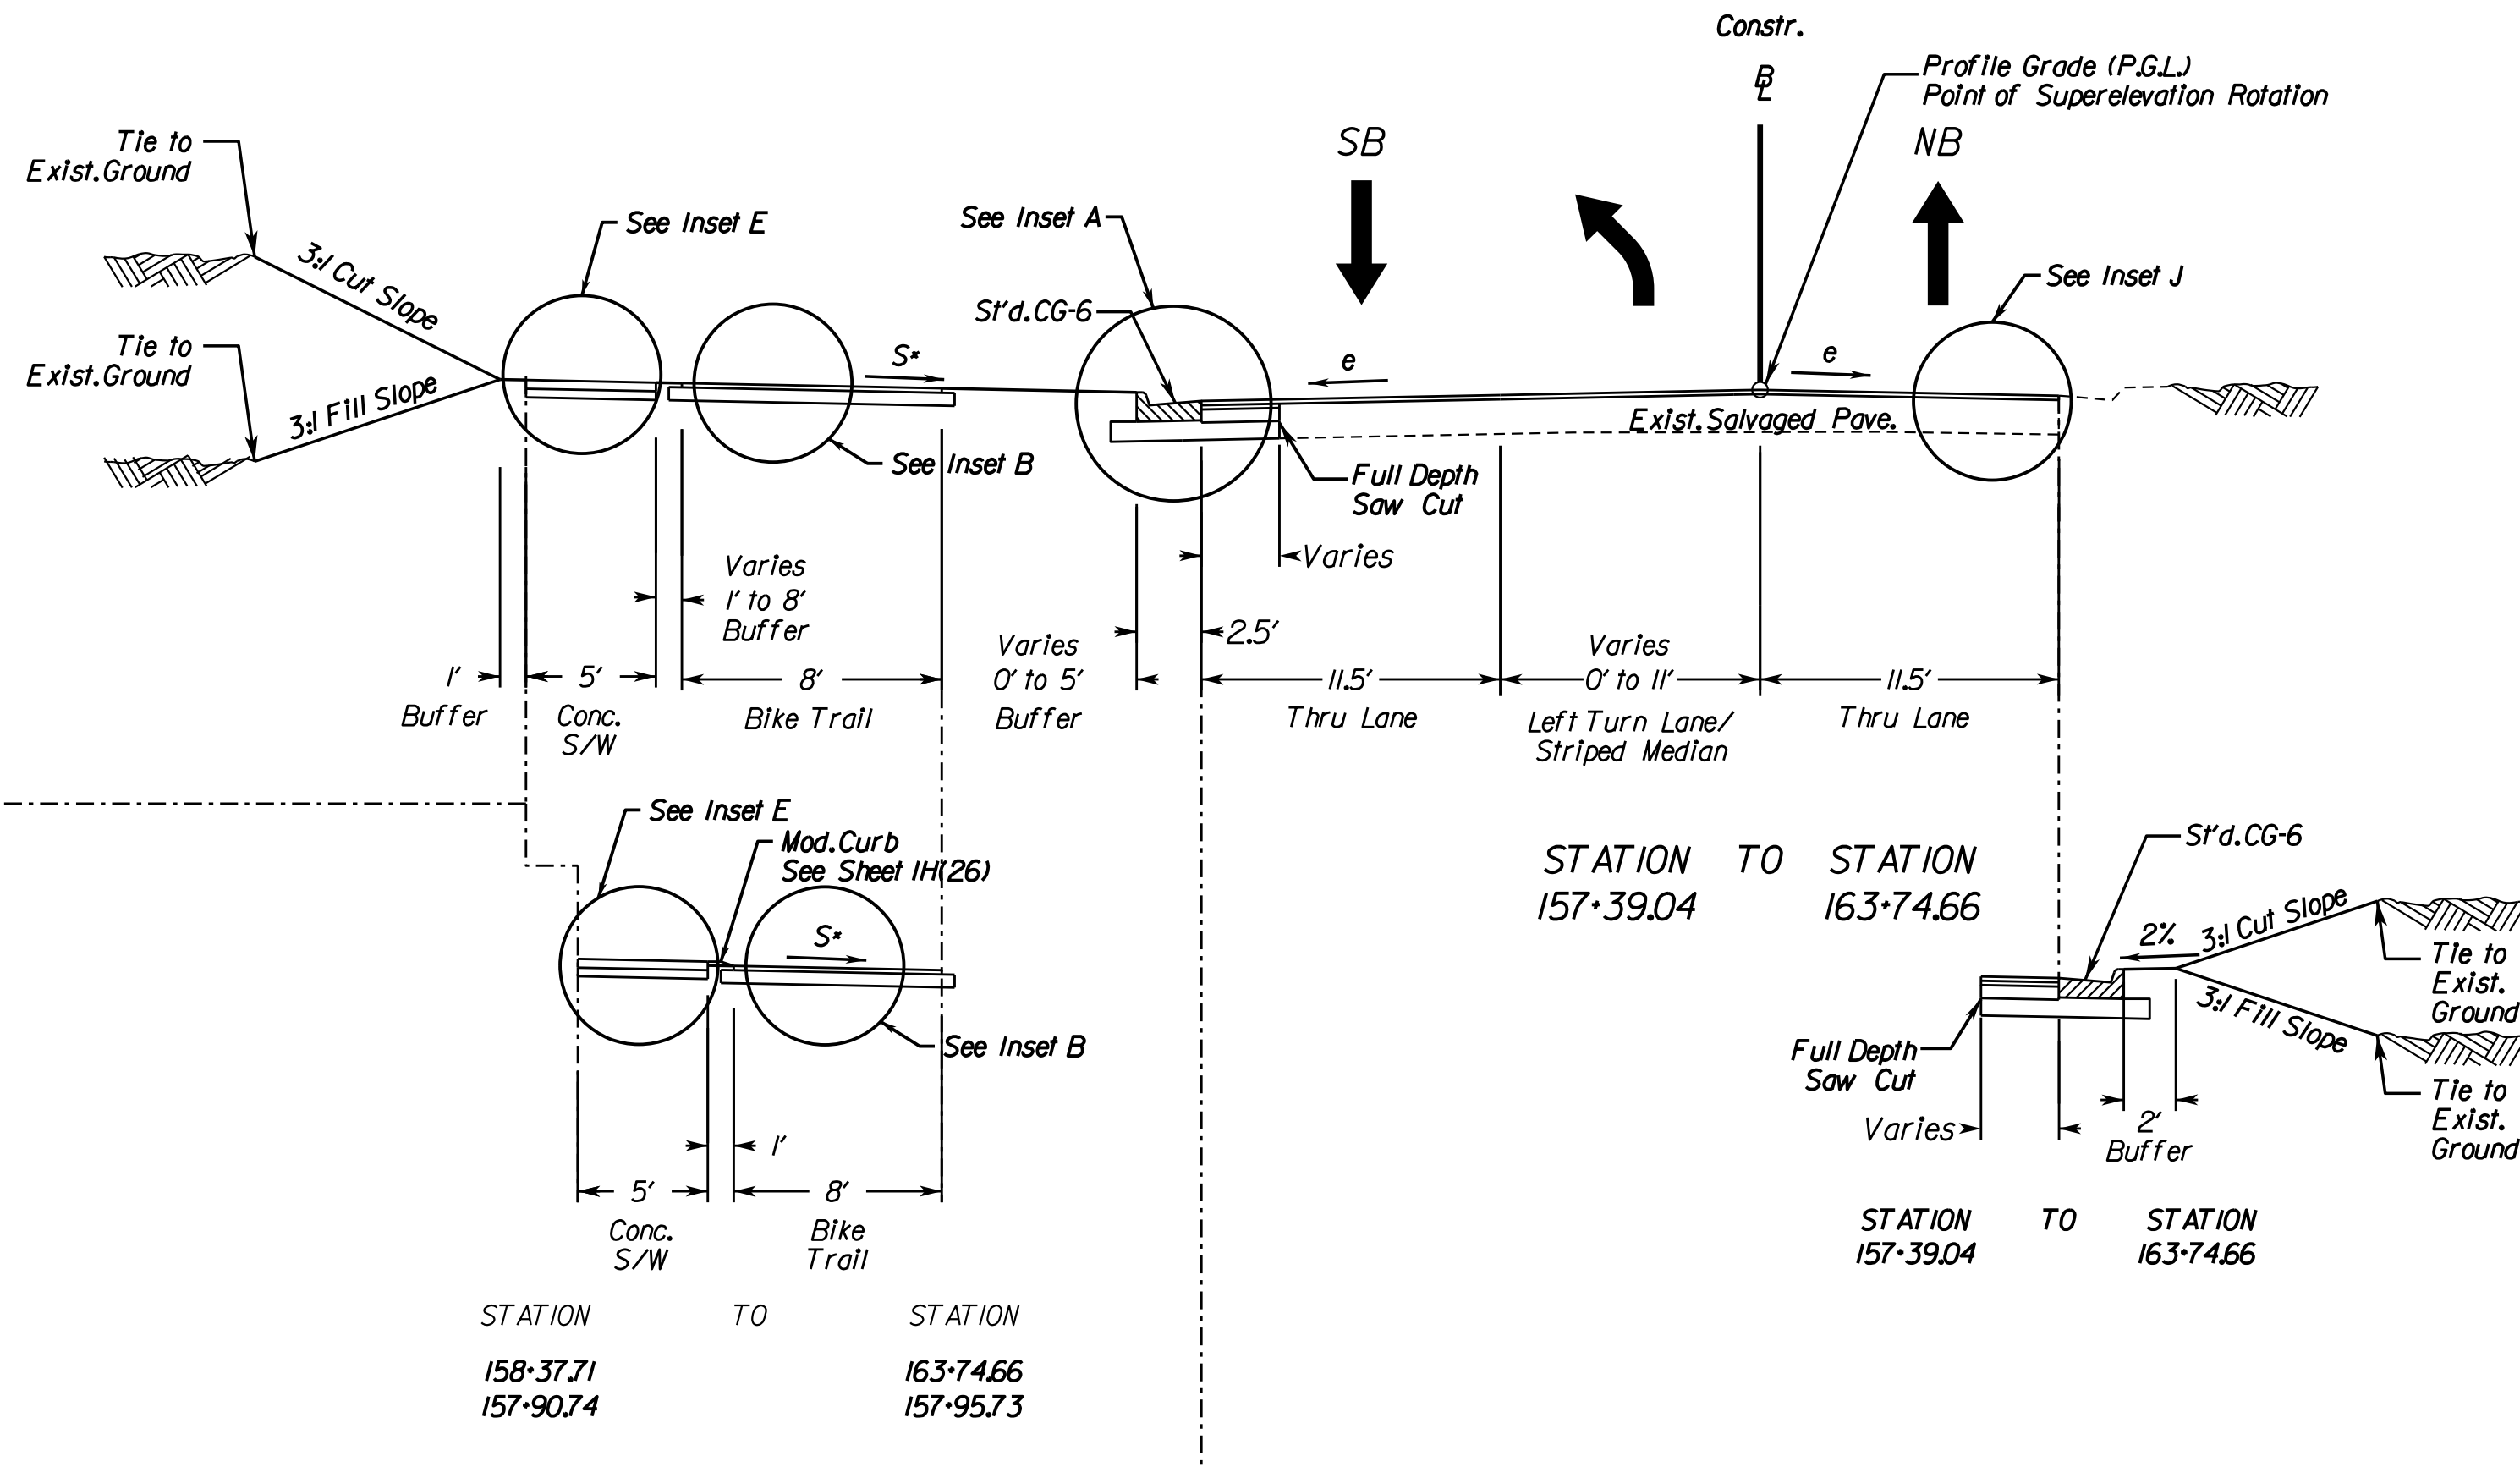 Constr.
BL
Profile Grade (P.G.L.)
Point of Superelevation Rotation
SB
NB
Tie to
Exist. Ground
3:1 Cut Slope
See Inset E
See Inset A
St'd. CG-6
See Inset J
Tie to
Exist. Ground
3:1 Fill Slope
S*
e
e
Exist. Salvaged Pave.
See Inset B
Full Depth
Saw Cut
Varies
1' to 8'
Buffer
Varies
2.5'
1'
Buffer
5'
Conc.
S/W
8'
Bike Trail
Varies
0' to 5'
Buffer
11.5'
Thru Lane
Varies
0' to 11'
Left Turn Lane/
Striped Median
11.5'
Thru Lane
See Inset E
Mod. Curb
See Sheet 1H(26)
S*
See Inset B
1'
5'
Conc.
S/W
8'
Bike
Trail
STATION TO STATION
158+37.71 163+74.66
157+90.74 157+95.73
STATION TO STATION
157+39.04 163+74.66
St'd. CG-6
2%
3:1 Cut Slope
3:1 Fill Slope
Tie to
Exist.
Ground
Full Depth
Saw Cut
Tie to
Exist.
Ground
Varies
2'
Buffer
STATION TO STATION
157+39.04 163+74.66